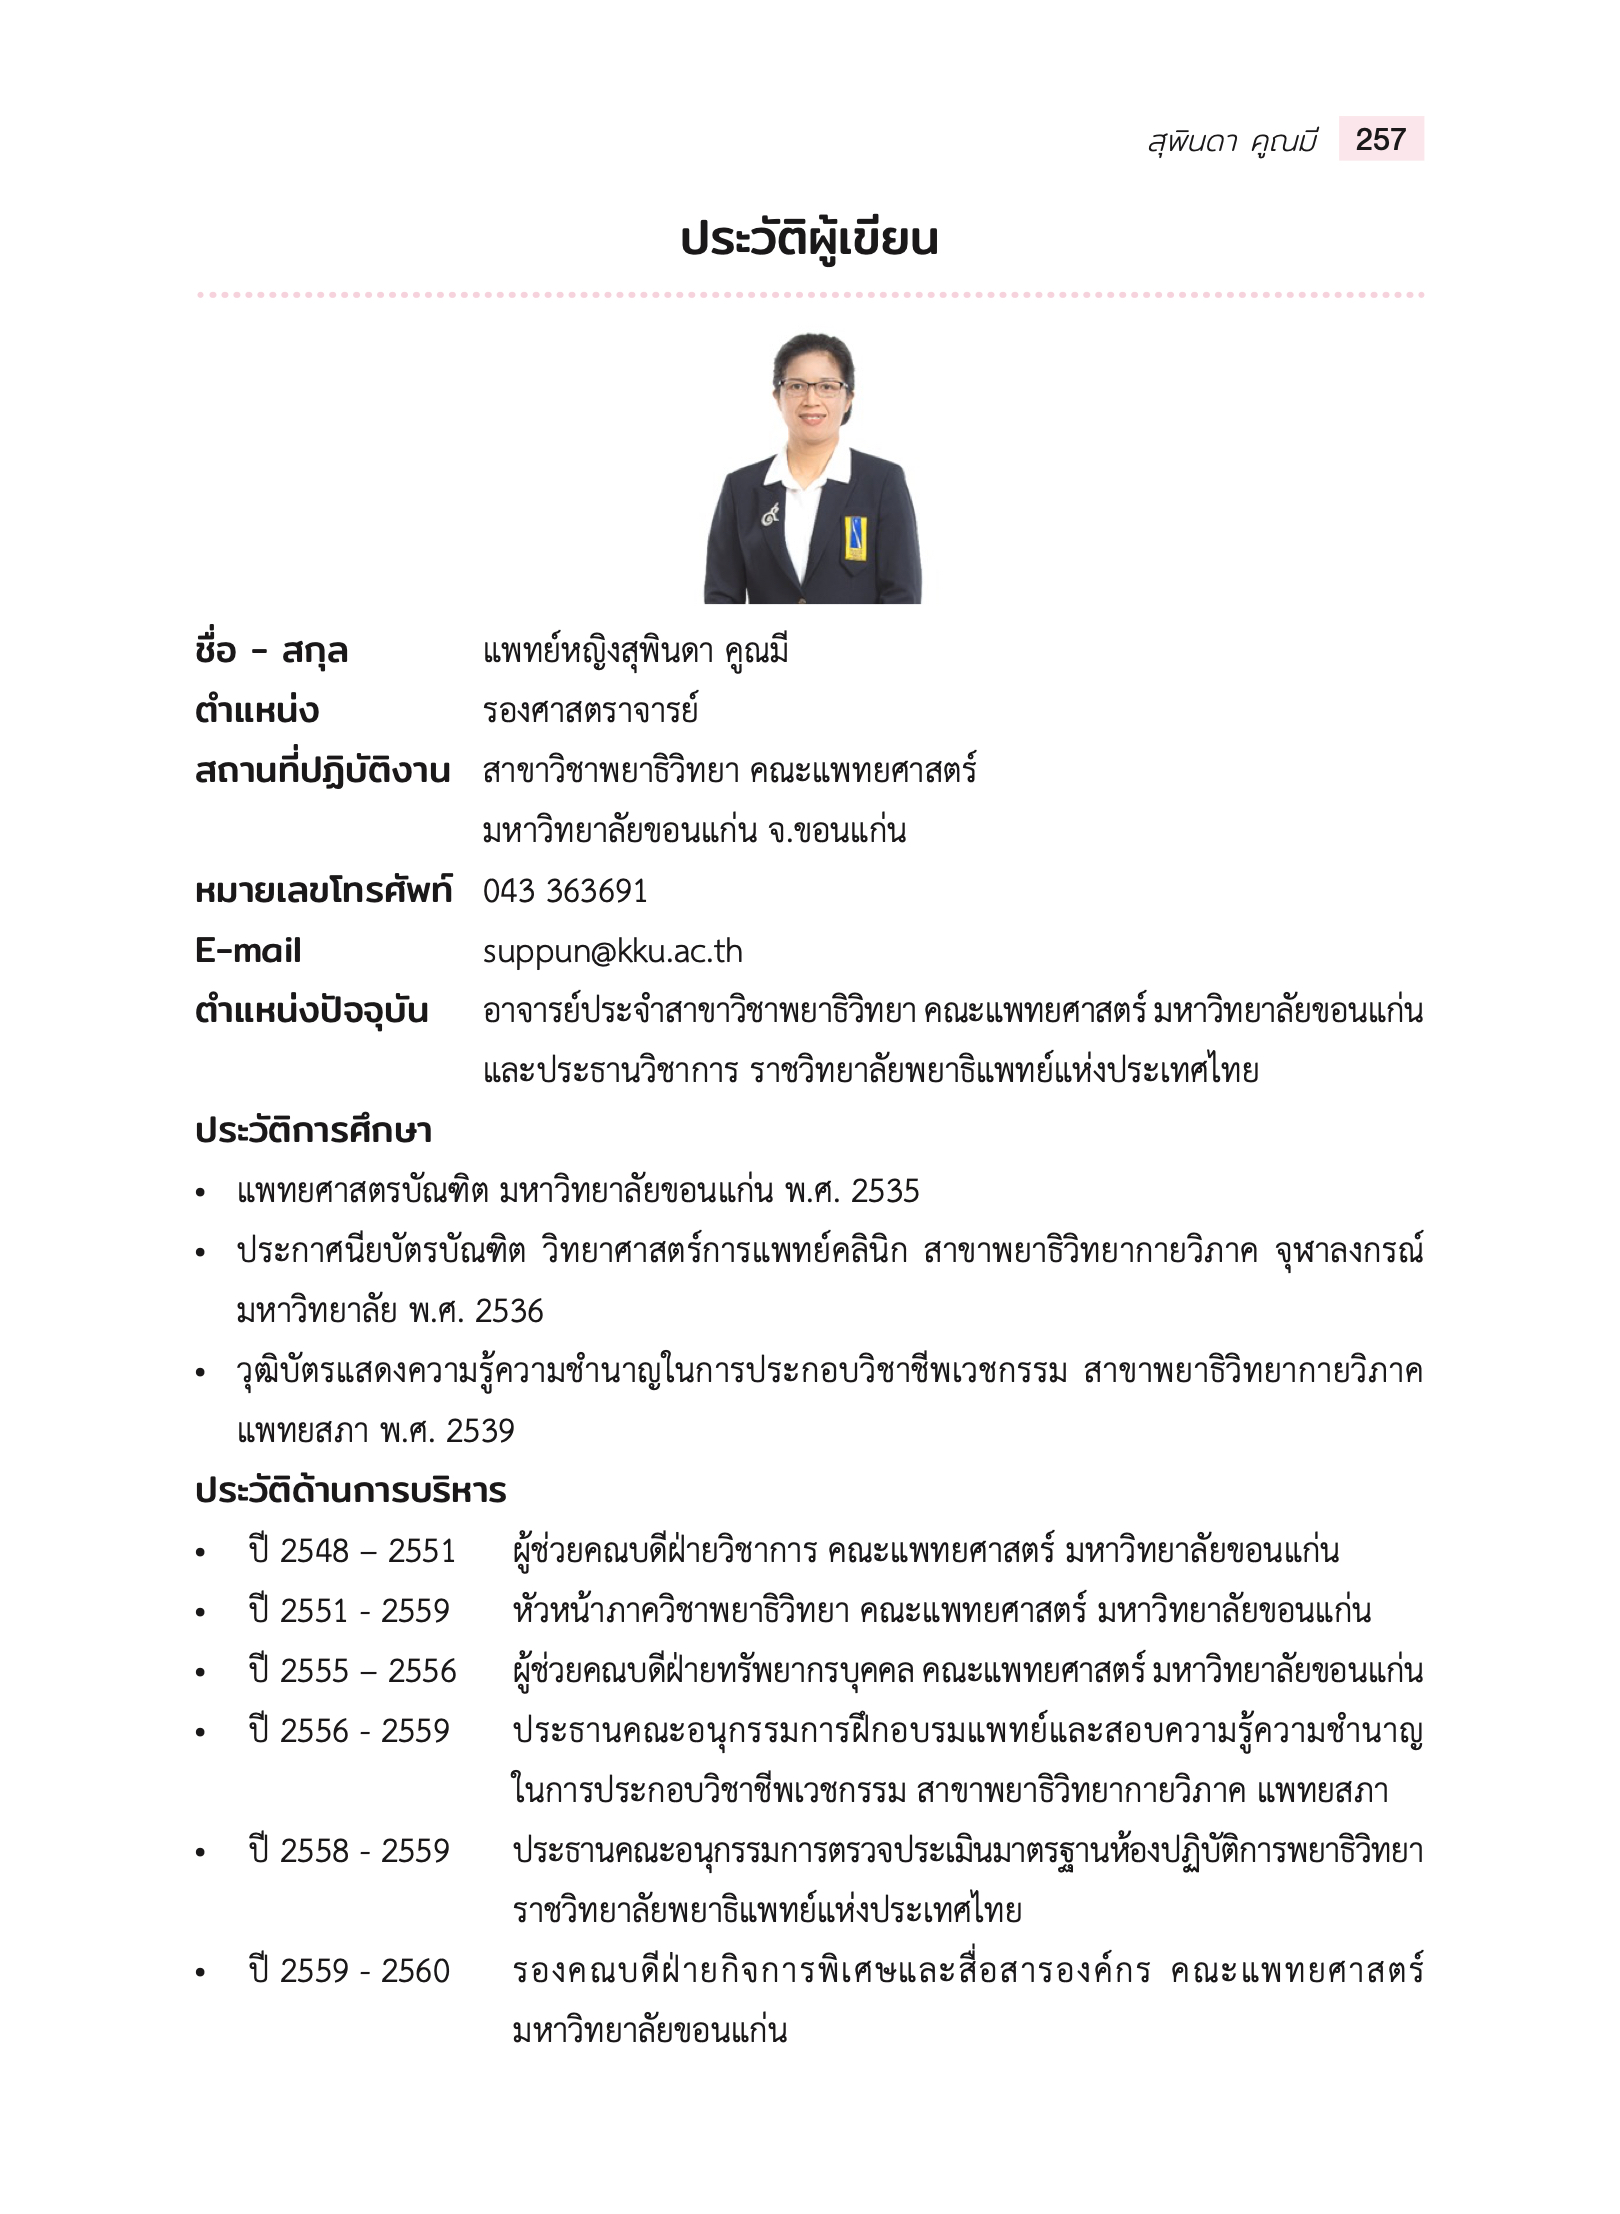 สุพินดา คูณมี 257
ประวัติผู้เขียน
ชื่อ - สกุล แพทย์หญิงสุพินดา คูณมี
ตำแหน่ง รองศาสตราจารย์
สถานที่ปฏิบัติงาน สาขาวิชาพยาธิวิทยา คณะแพทยศาสตร์
มหาวิทยาลัยขอนแก่น จ.ขอนแก่น
หมายเลขโทรศัพท์ 043 363691
E-mail suppun@kku.ac.th
ตำแหน่งปัจจุบัน อาจารย์ประจำสาขาวิชาพยาธิวิทยา คณะแพทยศาสตร์ มหาวิทยาลัยขอนแก่น
และประธานวิชาการ ราชวิทยาลัยพยาธิแพทย์แห่งประเทศไทย
ประวัติการศึกษา
• แพทยศาสตรบัณฑิต มหาวิทยาลัยขอนแก่น พ.ศ. 2535
• ประกาศนียบัตรบัณฑิต วิทยาศาสตร์การแพทย์คลินิก สาขาพยาธิวิทยากายวิภาค จุฬาลงกรณ์
มหาวิทยาลัย พ.ศ. 2536
• วุฒิบัตรแสดงความรู้ความชำนาญในการประกอบวิชาชีพเวชกรรม สาขาพยาธิวิทยากายวิภาค
แพทยสภา พ.ศ. 2539
ประวัติด้านการบริหาร
• ปี 2548 – 2551 ผู้ช่วยคณบดีฝ่ายวิชาการ คณะแพทยศาสตร์ มหาวิทยาลัยขอนแก่น
• ปี 2551 - 2559 หัวหน้าภาควิชาพยาธิวิทยา คณะแพทยศาสตร์ มหาวิทยาลัยขอนแก่น
• ปี 2555 – 2556 ผู้ช่วยคณบดีฝ่ายทรัพยากรบุคคล คณะแพทยศาสตร์ มหาวิทยาลัยขอนแก่น
• ปี 2556 - 2559 ประธานคณะอนุกรรมการฝึกอบรมแพทย์และสอบความรู้ความชำนาญ
ในการประกอบวิชาชีพเวชกรรม สาขาพยาธิวิทยากายวิภาค แพทยสภา
• ปี 2558 - 2559 ประธานคณะอนุกรรมการตรวจประเมินมาตรฐานห้องปฏิบัติการพยาธิวิทยา
ราชวิทยาลัยพยาธิแพทย์แห่งประเทศไทย
• ปี 2559 - 2560 รองคณบดีฝ่ายกิจการพิเศษและสื่อสารองค์กร คณะแพทยศาสตร์
มหาวิทยาลัยขอนแก่น